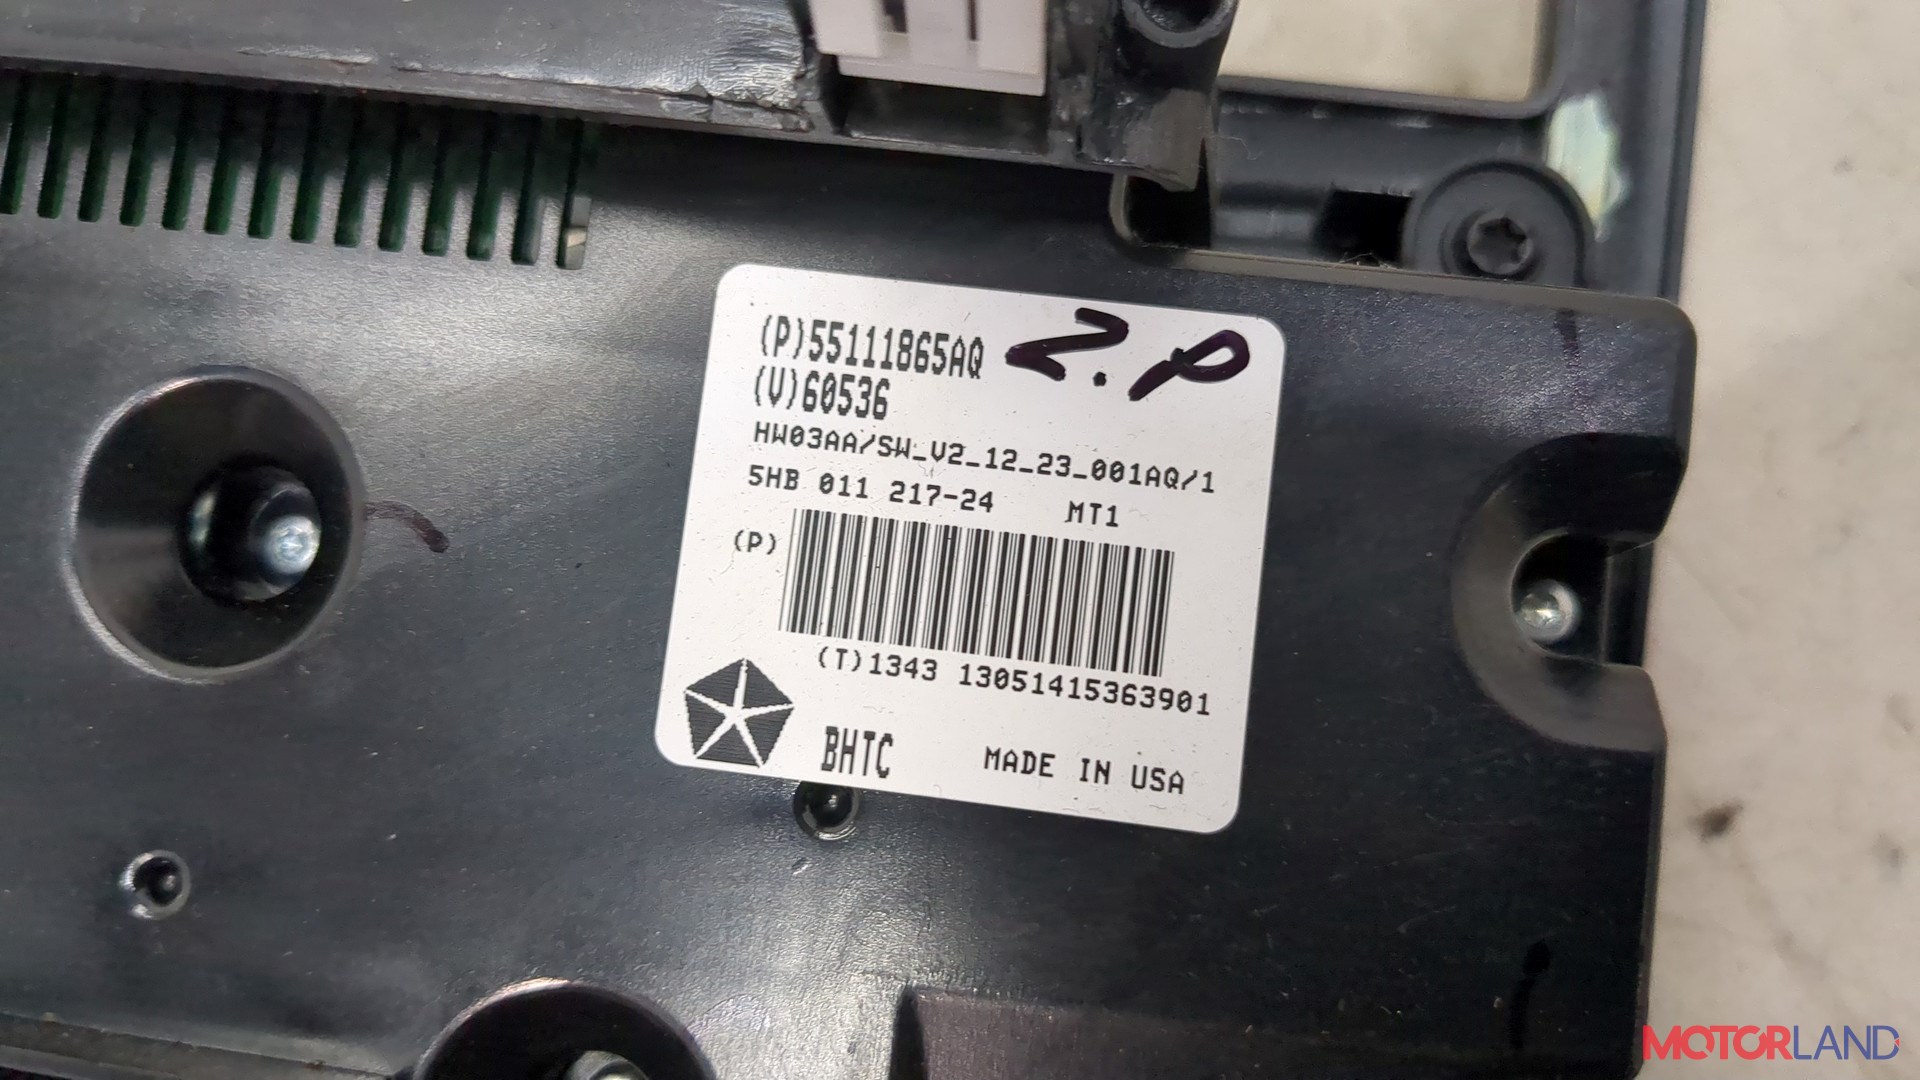 (P)55111865AQ Z.P
(V)60536
HW03AA/SW_V2_12_23_001AQ/1
5HB 011 217-24 MT1
(P)
(T)1343 13051415363901
BHTC MADE IN USA
MOTORLAND